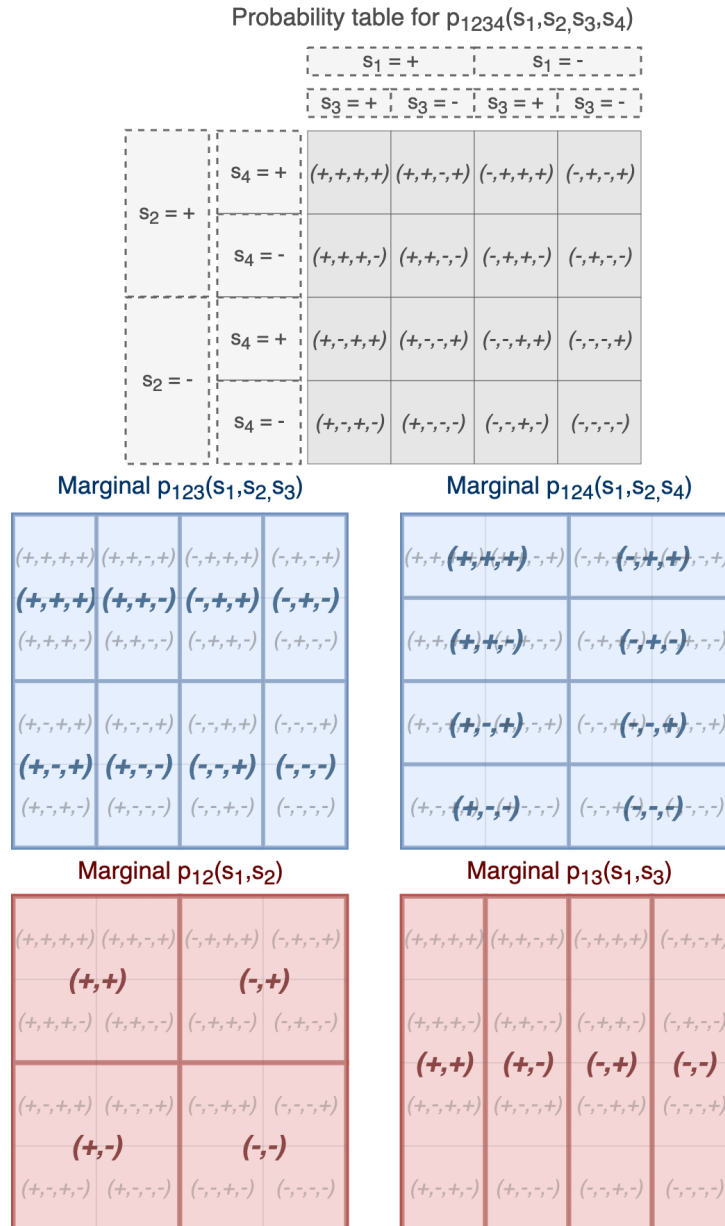 Probability table for p1234(s1,s2,s3,s4)
s1 = + s1 = -
s3 = + s3 = - s3 = + s3 = -
s2 = +
s4 = + (+,+,+,+) (+,+,-,+) (-,+,+,+) (-,+,-,+)
s4 = - (+,+,+,-) (+,+,-,-) (-,+,+,-) (-,+,-,-)
s2 = -
s4 = + (+,-,+,+) (+,-,-,+) (-,-,+,+) (-,-,-,+)
s4 = - (+,-,+,-) (+,-,-,-) (-,-,+,-) (-,-,-,-)
Marginal p123(s1,s2,s3)
(+,+,+,+) (+,+,-,+) (-,+,+,+) (-,+,-,+)
(+,+,+) (+,+,-) (-,+,+) (-,+,-)
(+,+,+,-) (+,+,-,-) (-,+,+,-) (-,+,-,-)
(+,-,+,+) (+,-,-,+) (-,-,+,+) (-,-,-,+)
(+,-,+) (+,-,-) (-,-,+) (-,-,-)
(+,-,+,-) (+,-,-,-) (-,-,+,-) (-,-,-,-)
Marginal p124(s1,s2,s4)
(+,+,+) (-,+,+)
(+,+,-) (-,+,-)
(+,-,+) (-,-,+)
(+,-,-) (-,-,-)
Marginal p12(s1,s2)
(+,+,+,+) (+,+,-,+) (-,+,+,+) (-,+,-,+)
(+,+) (-,+)
(+,+,+,-) (+,+,-,-) (-,+,+,-) (-,+,-,-)
(+,-,+,+) (+,-,-,+) (-,-,+,+) (-,-,-,+)
(+,-) (-,-)
(+,-,+,-) (+,-,-,-) (-,-,+,-) (-,-,-,-)
Marginal p13(s1,s3)
(+,+,+,+) (+,+,-,+) (-,+,+,+) (-,+,-,+)
(+,+,+,-) (+,+,-,-) (-,+,+,-) (-,+,-,-)
(+,+) (+,-) (-,+) (-,-)
(+,-,+,+) (+,-,-,+) (-,-,+,+) (-,-,-,+)
(+,-,+,-) (+,-,-,-) (-,-,+,-) (-,-,-,-)